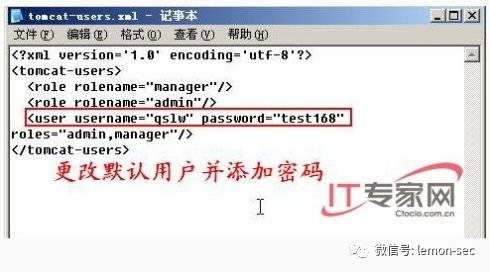 tomcat-users.xml - 记事本
文件(F) 编辑(E) 格式(O) 查看(V) 帮助(H)
<?xml version='1.0' encoding='utf-8'?>
<tomcat-users>
<role rolename="manager"/>
<role rolename="admin"/>
<user username="qslw" password="test168"
roles="admin,manager"/>
</tomcat-users>
更改默认用户并添加密码
IT专家网
Ctocio.com.cn
微信号: lemon-sec